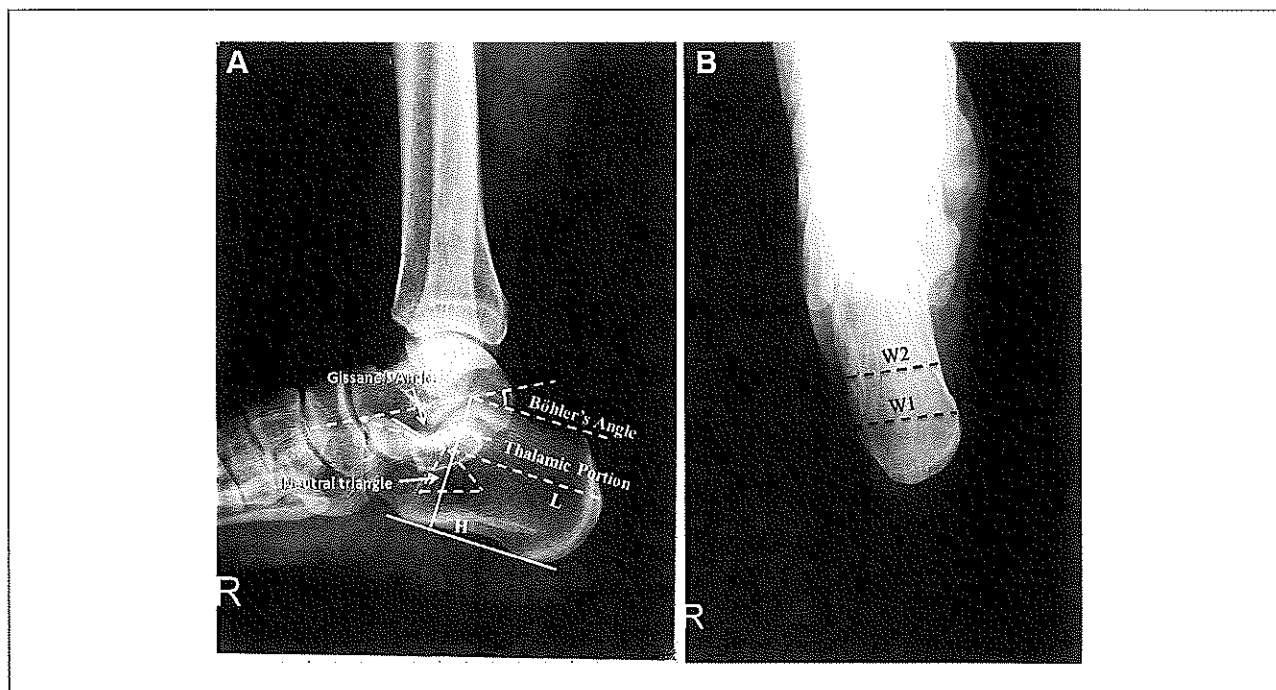 A
Gissane's Angle
Böhler's Angle
Thalamic Portion
Neutral triangle
L
H
R
B
W2
W1
R